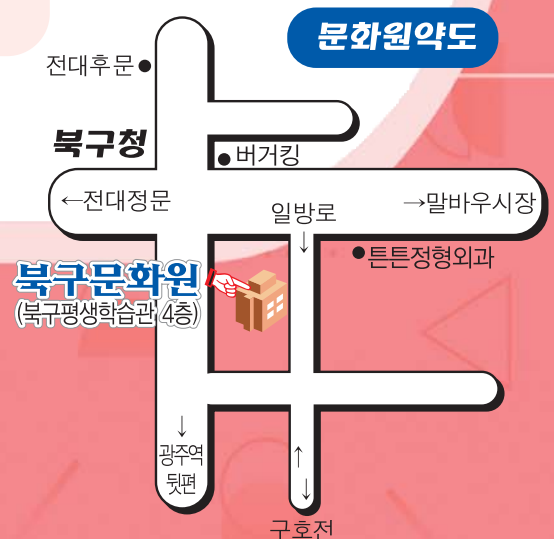 문화원약도
전대후문
북구청
버거킹
←전대정문
→말바우시장
일방로
↓
튼튼정형외과
북구문화원
(북구평생학습관 4층)
↓
광주역
뒷편
↑
↓
구호전